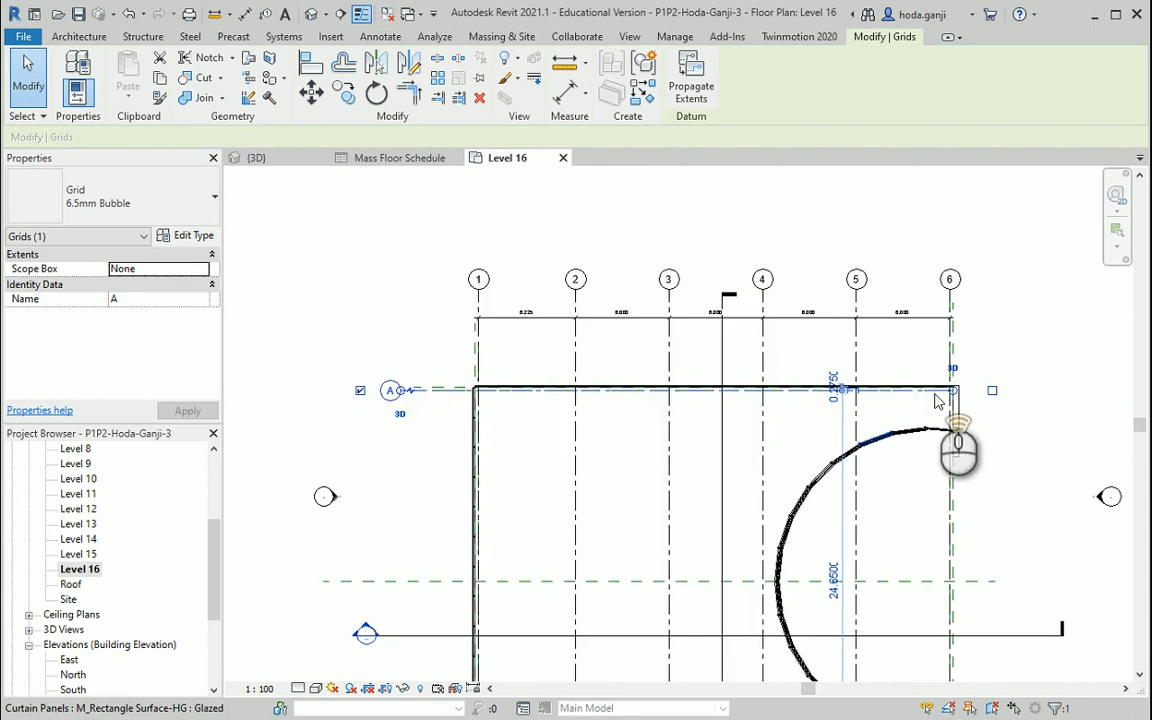 Autodesk Revit 2021.1 - Educational Version - P1P2-Hoda-Ganji-3 - Floor Plan: Level 16
hoda.ganji
File Architecture Structure Steel Precast Systems Insert Annotate Analyze Massing & Site Collaborate View Manage Add-Ins Twinmotion 2020 Modify | Grids
Modify
Properties
Paste
Notch
Cut
Join
Propagate
Extents
Select Properties Clipboard Geometry Modify View Measure Create Datum
Modify | Grids
Properties
{3D}
Mass Floor Schedule
Level 16
Grid
6.5mm Bubble
Grids (1)
Edit Type
Extents
Scope Box None
Identity Data
Name A
Properties help
Apply
Project Browser - P1P2-Hoda-Ganji-3
Level 8
Level 9
Level 10
Level 11
Level 12
Level 13
Level 14
Level 15
Level 16
Roof
Site
Ceiling Plans
3D Views
Elevations (Building Elevation)
East
North
South
1 2 3 4 5 6
3D
A
3D
0.2750
24.6500
2D
1 : 100
Curtain Panels : M_Rectangle Surface-HG : Glazed
:0
Main Model
:1